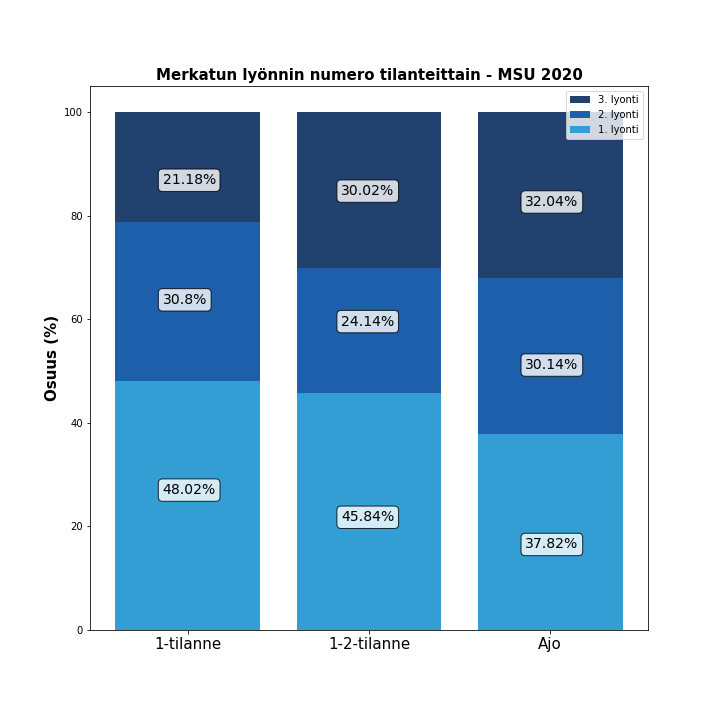 Merkatun lyönnin numero tilanteittain - MSU 2020
3. lyonti
2. lyonti
1. lyonti
Osuus (%)
100
80
60
40
20
0
21.18%
30.02%
32.04%
30.8%
24.14%
30.14%
48.02%
45.84%
37.82%
1-tilanne
1-2-tilanne
Ajo